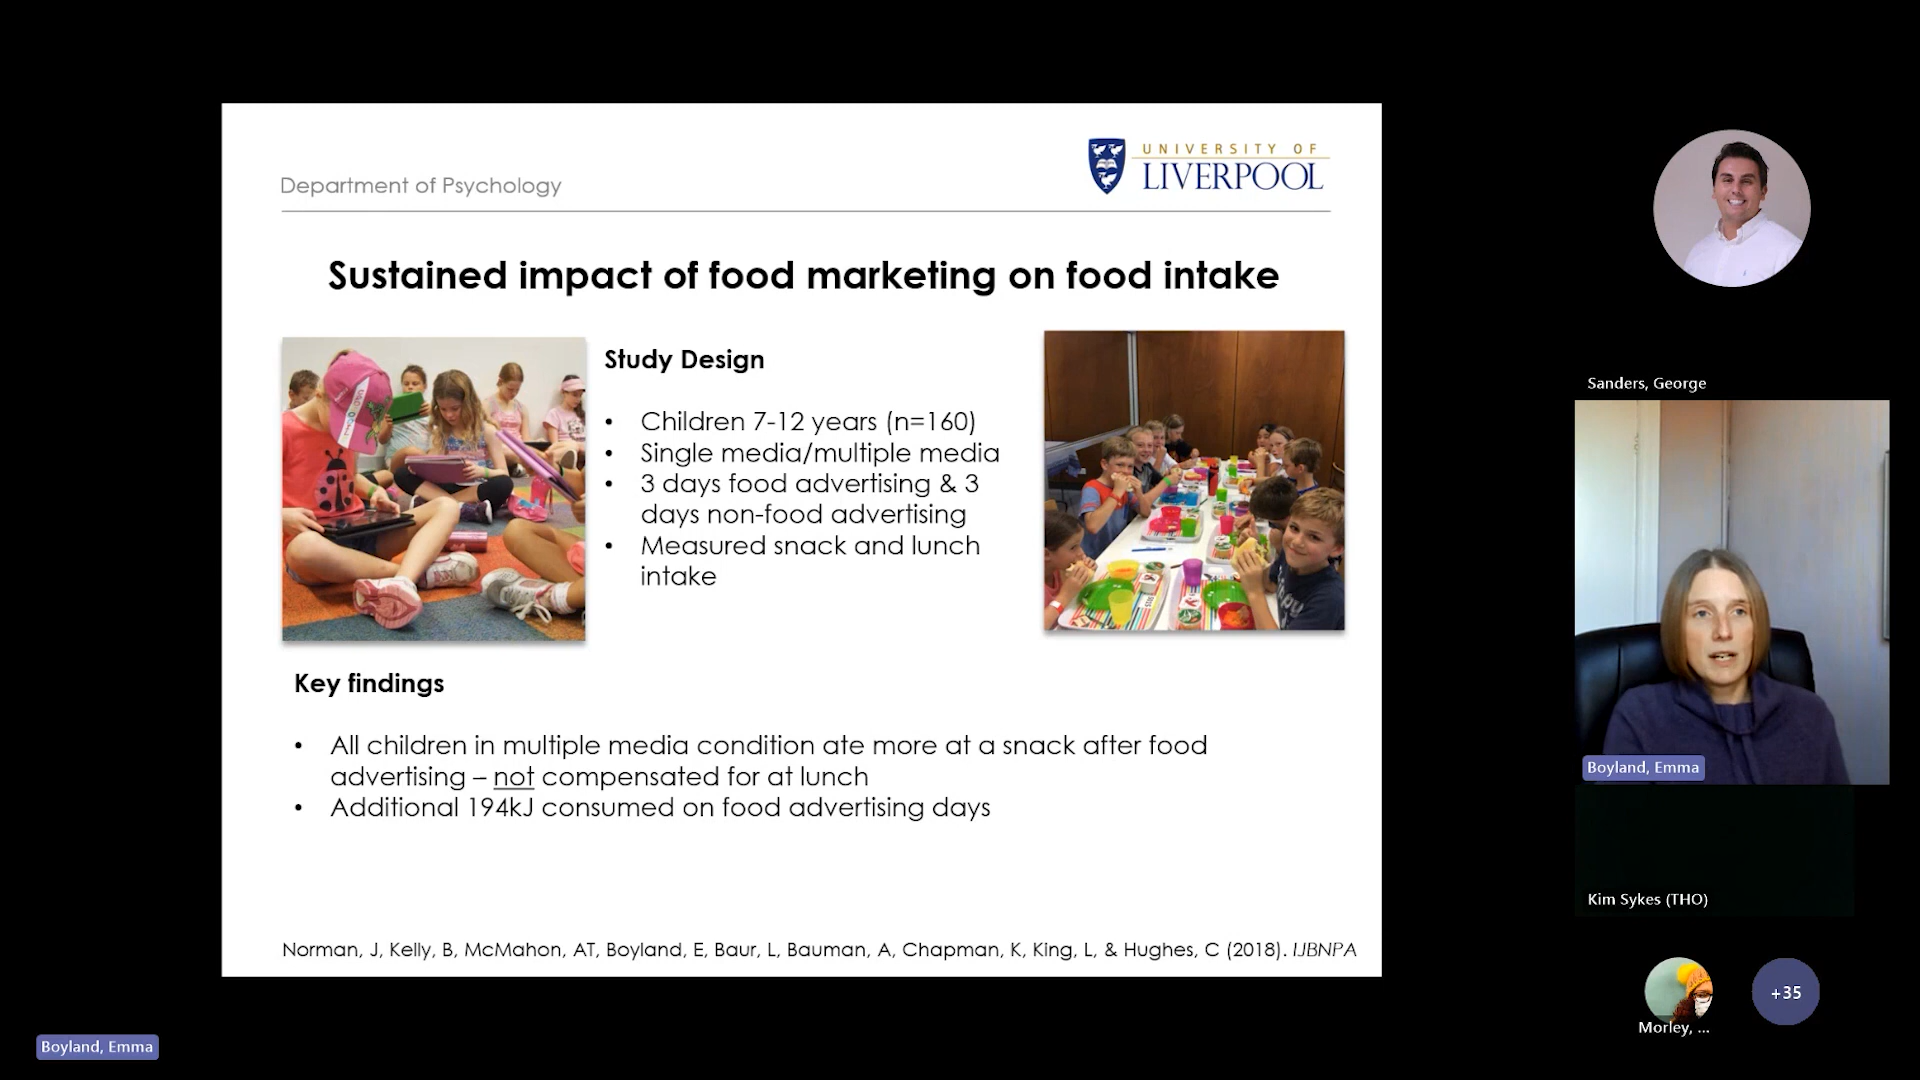 Department of Psychology
UNIVERSITY OF
LIVERPOOL
Sustained impact of food marketing on food intake
Study Design
• Children 7-12 years (n=160)
• Single media/multiple media
• 3 days food advertising & 3
days non-food advertising
• Measured snack and lunch
intake
Key findings
• All children in multiple media condition ate more at a snack after food
advertising – not compensated for at lunch
• Additional 194kJ consumed on food advertising days
Norman, J, Kelly, B, McMahon, AT, Boyland, E, Baur, L, Bauman, A, Chapman, K, King, L, & Hughes, C (2018). IJBNPA
Sanders, George
Boyland, Emma
Kim Sykes (THO)
Morley, ...
+35
Boyland, Emma